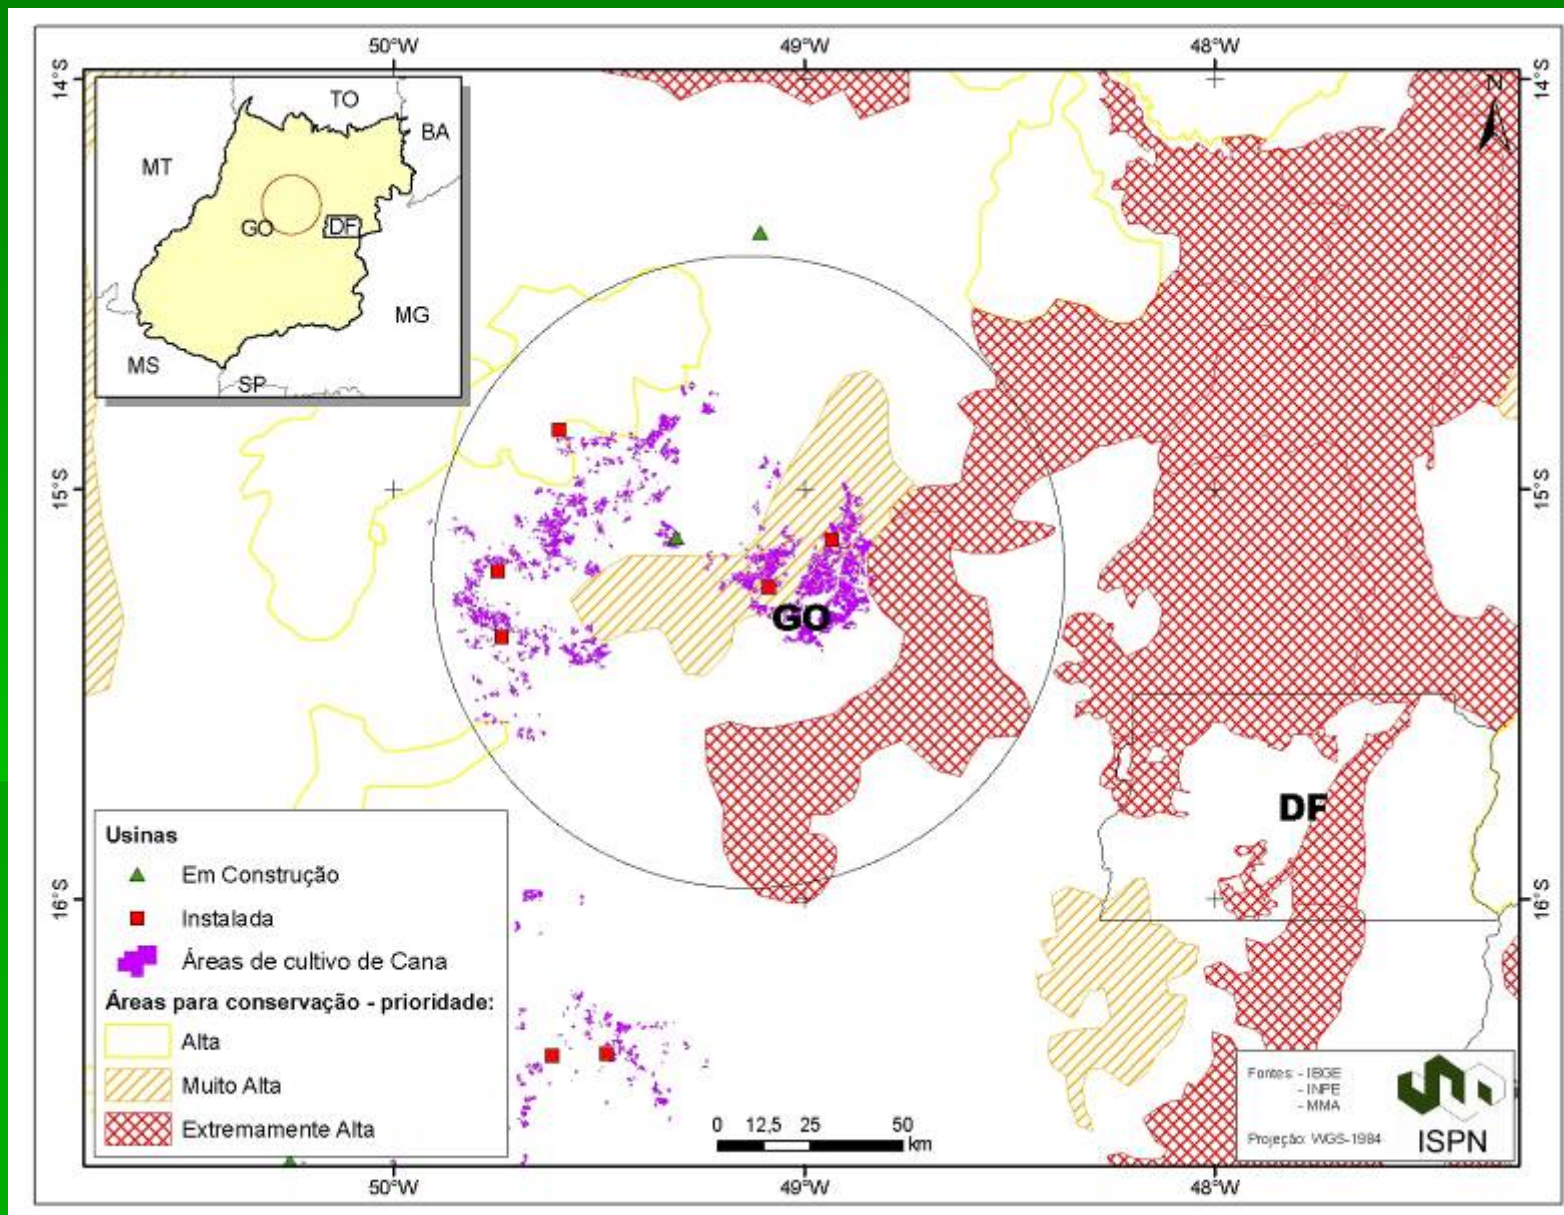 50°W 49°W 48°W
14°S
14°S
N
TO
BA
MT
GO
DF
MG
MS
SP
15°S
15°S
GO
DF
Usinas
Em Construção
Instalada
Áreas de cultivo de Cana
Áreas para conservação - prioridade:
Alta
Muito Alta
Extremamente Alta
16°S
16°S
0 12,5 25 50
km
Fontes: - IBGE
- INPE
- MMA
Projeção: WGS-1984
ISPN
50°W 49°W 48°W